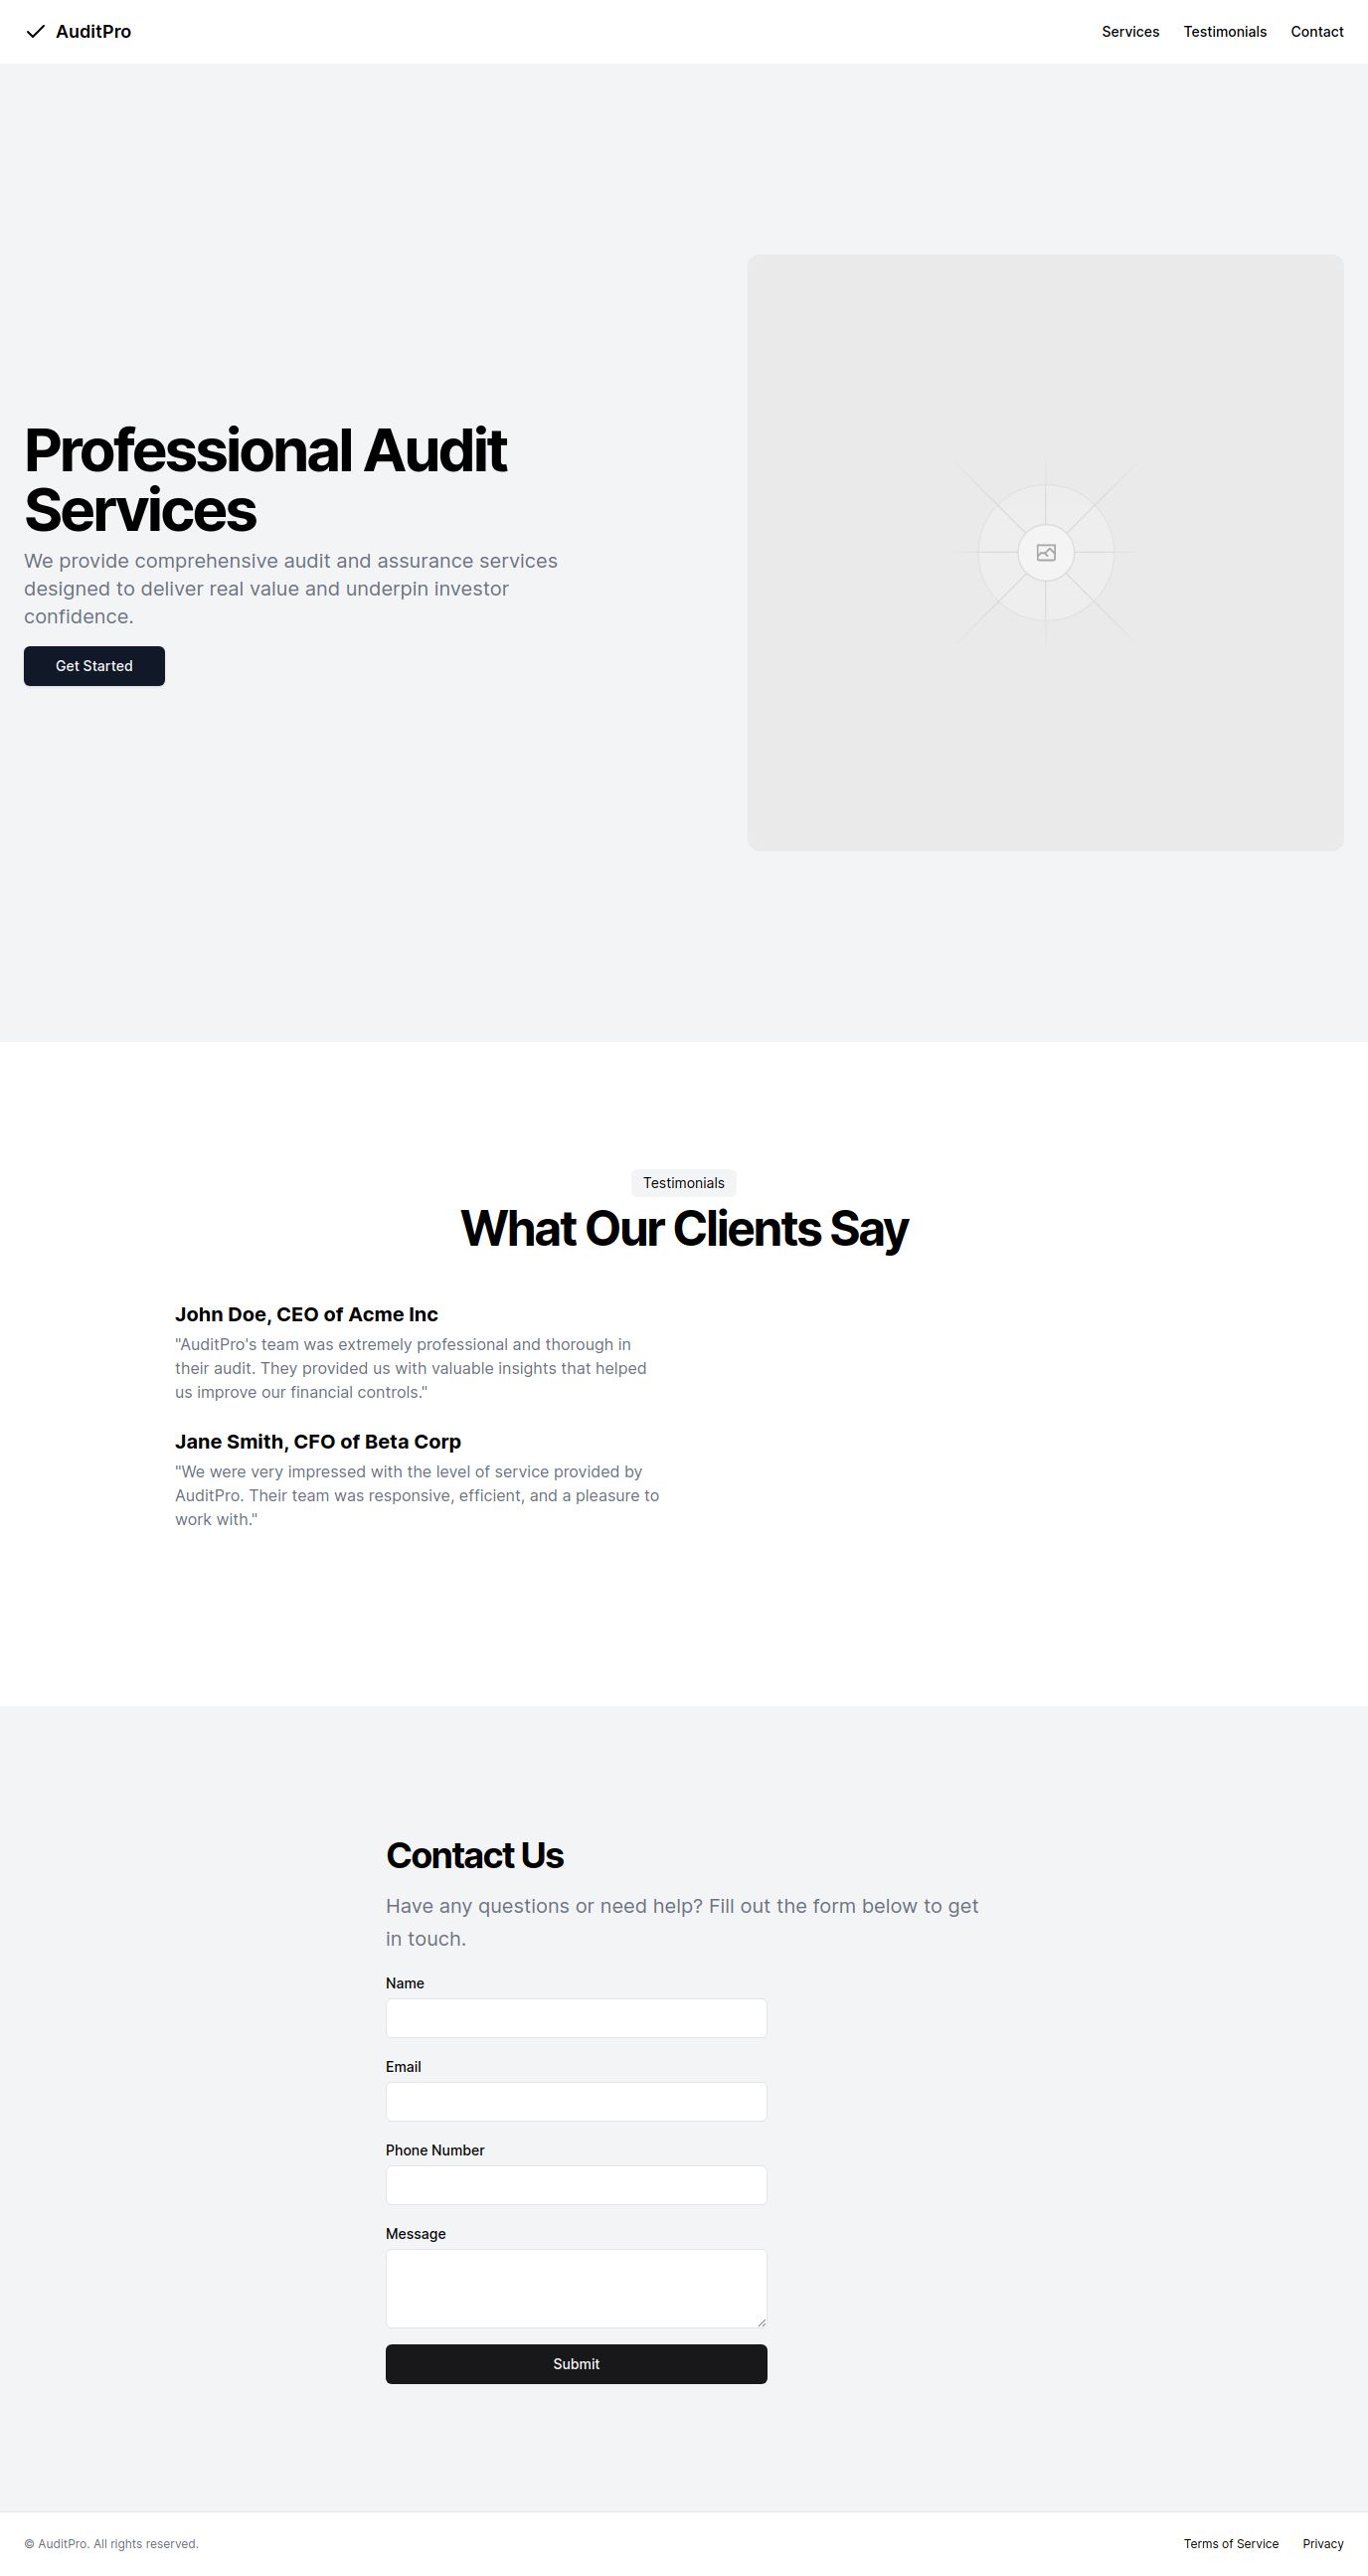 AuditPro
Services Testimonials Contact
Professional Audit
Services
We provide comprehensive audit and assurance services
designed to deliver real value and underpin investor
confidence.
Get Started
Testimonials
What Our Clients Say
John Doe, CEO of Acme Inc
"AuditPro's team was extremely professional and thorough in
their audit. They provided us with valuable insights that helped
us improve our financial controls."
Jane Smith, CFO of Beta Corp
"We were very impressed with the level of service provided by
AuditPro. Their team was responsive, efficient, and a pleasure to
work with."
Contact Us
Have any questions or need help? Fill out the form below to get
in touch.
Name
Email
Phone Number
Message
Submit
© AuditPro. All rights reserved.
Terms of Service Privacy